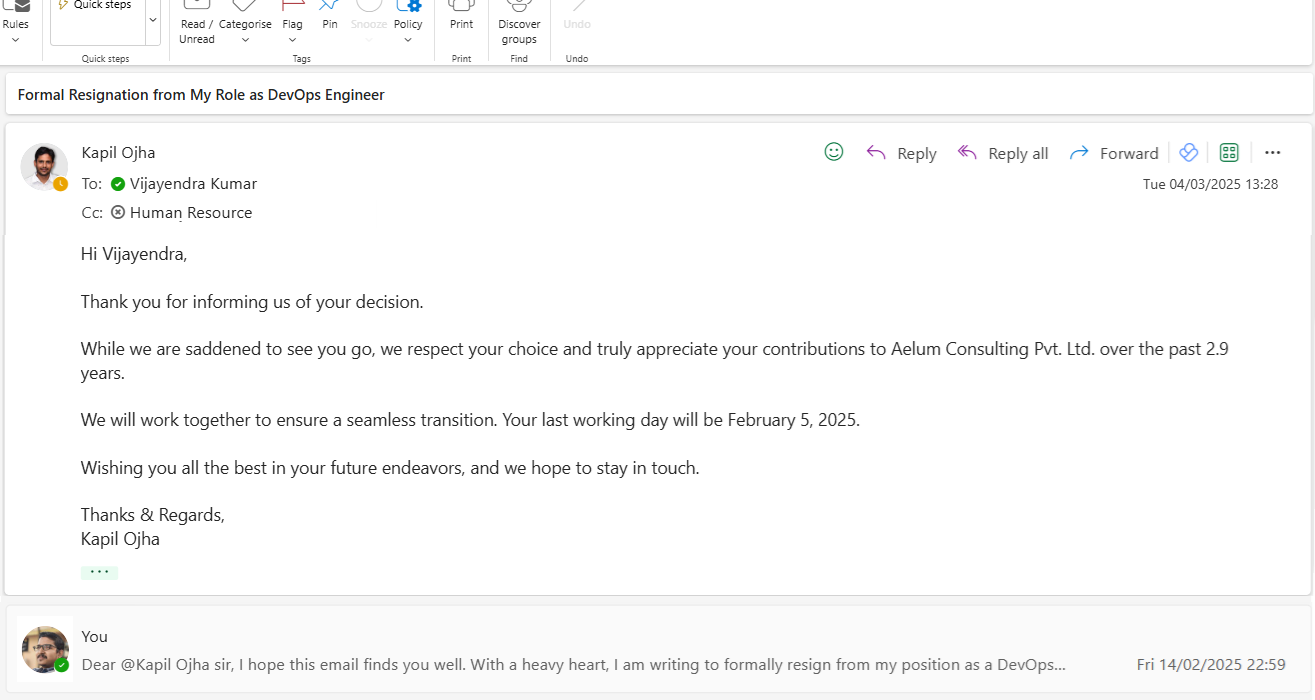 Quick steps
Rules
Read / Unread
Categorise
Flag
Pin
Snooze
Policy
Print
Discover groups
Undo
Quick steps
Tags
Print
Find
Undo
Formal Resignation from My Role as DevOps Engineer
Kapil Ojha
Reply
Reply all
Forward
To: Vijayendra Kumar
Tue 04/03/2025 13:28
Cc: Human Resource
Hi Vijayendra,
Thank you for informing us of your decision.
While we are saddened to see you go, we respect your choice and truly appreciate your contributions to Aelum Consulting Pvt. Ltd. over the past 2.9
years.
We will work together to ensure a seamless transition. Your last working day will be February 5, 2025.
Wishing you all the best in your future endeavors, and we hope to stay in touch.
Thanks & Regards,
Kapil Ojha
You
Dear @Kapil Ojha sir, I hope this email finds you well. With a heavy heart, I am writing to formally resign from my position as a DevOps...
Fri 14/02/2025 22:59